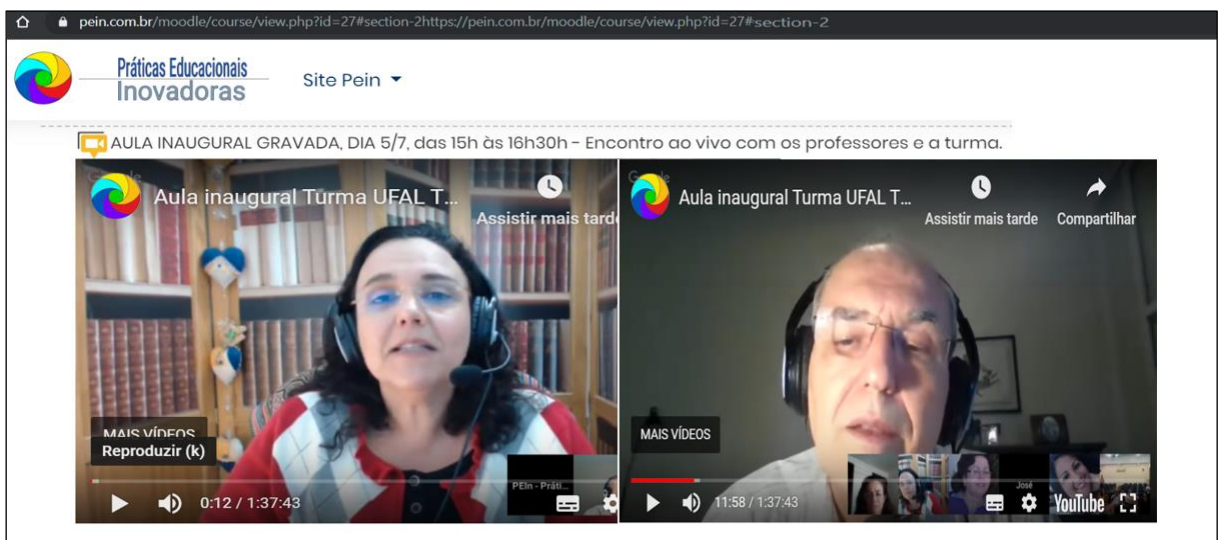 pein.com.br/moodle/course/view.php?id=27#section-2https://pein.com.br/moodle/course/view.php?id=27#section-2
Práticas Educacionais
Inovadoras
Site Pein
AULA INAUGURAL GRAVADA, DIA 5/7, das 15h às 16h30h - Encontro ao vivo com os professores e a turma.
Aula inaugural Turma UFAL T...
Assistir mais tarde
MAIS VÍDEOS
Reproduzir (k)
PEIn - Práti...
0:12 / 1:37:43
Aula inaugural Turma UFAL T...
Assistir mais tarde
Compartilhar
MAIS VÍDEOS
José
11:58 / 1:37:43
YouTube